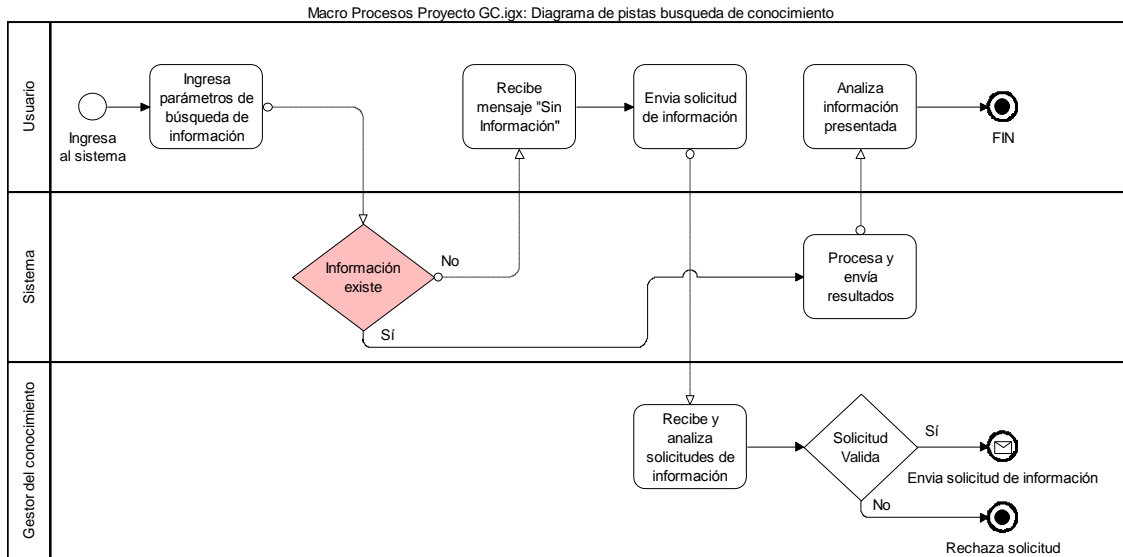 Macro Procesos Proyecto GC.igx: Diagrama de pistas busqueda de conocimiento
Usuario
Ingresa
al sistema
Ingresa
parámetros de
búsqueda de
información
Recibe
mensaje "Sin
Información"
Envia solicitud
de información
Analiza
información
presentada
FIN
Sistema
Información
existe
No
Sí
Procesa y
envía
resultados
Gestor del conocimiento
Recibe y
analiza
solicitudes de
información
Solicitud
Valida
Sí
Envia solicitud de información
No
Rechaza solicitud